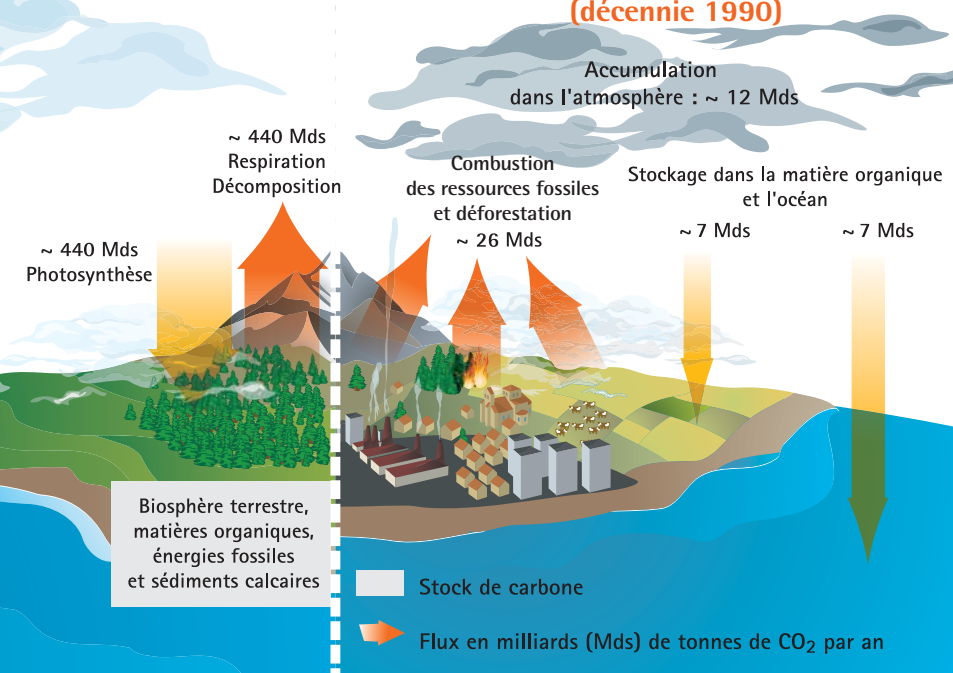 (décennie 1990)
Accumulation
dans l'atmosphère : ~ 12 Mds
~ 440 Mds
Respiration
Décomposition
~ 440 Mds
Photosynthèse
Combustion
des ressources fossiles
et déforestation
~ 26 Mds
Stockage dans la matière organique
et l'océan
~ 7 Mds
~ 7 Mds
Biosphère terrestre,
matières organiques,
énergies fossiles
et sédiments calcaires
Stock de carbone
Flux en milliards (Mds) de tonnes de CO2 par an